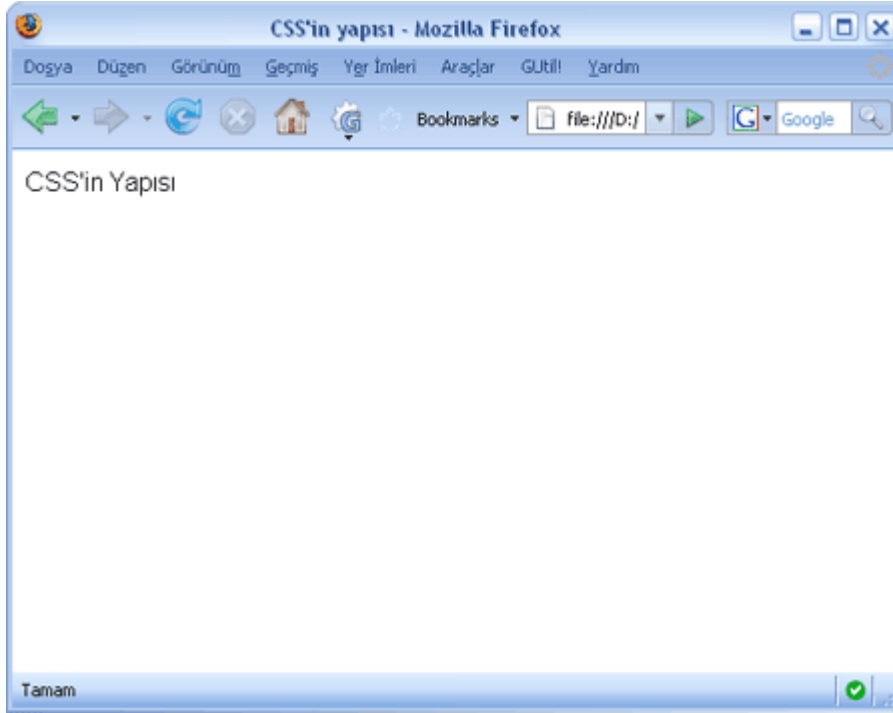 CSS'in yapısı - Mozilla Firefox
Dosya Düzen Görünüm Geçmiş Yer İmleri Araçlar GUtil! Yardım
Bookmarks file:///D:/ G Google
CSS'in Yapısı
Tamam